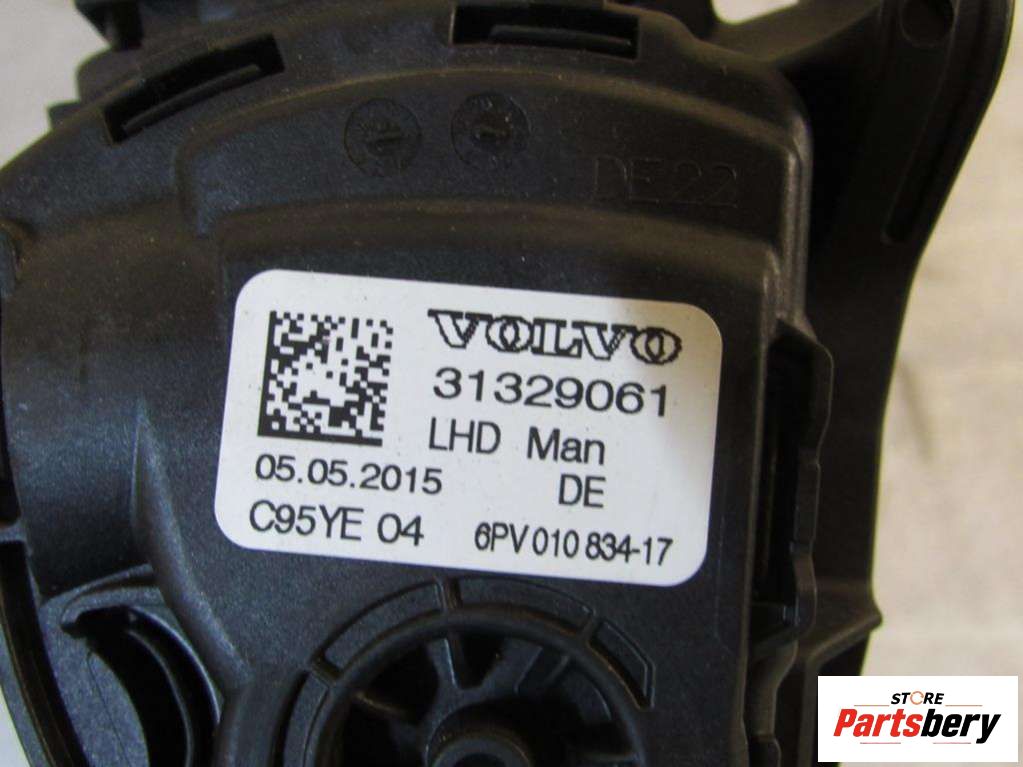 DE22
VOLVO
31329061
LHD Man
05.05.2015 DE
C95YE 04 6PV 010 834-17
STORE
Partsbery